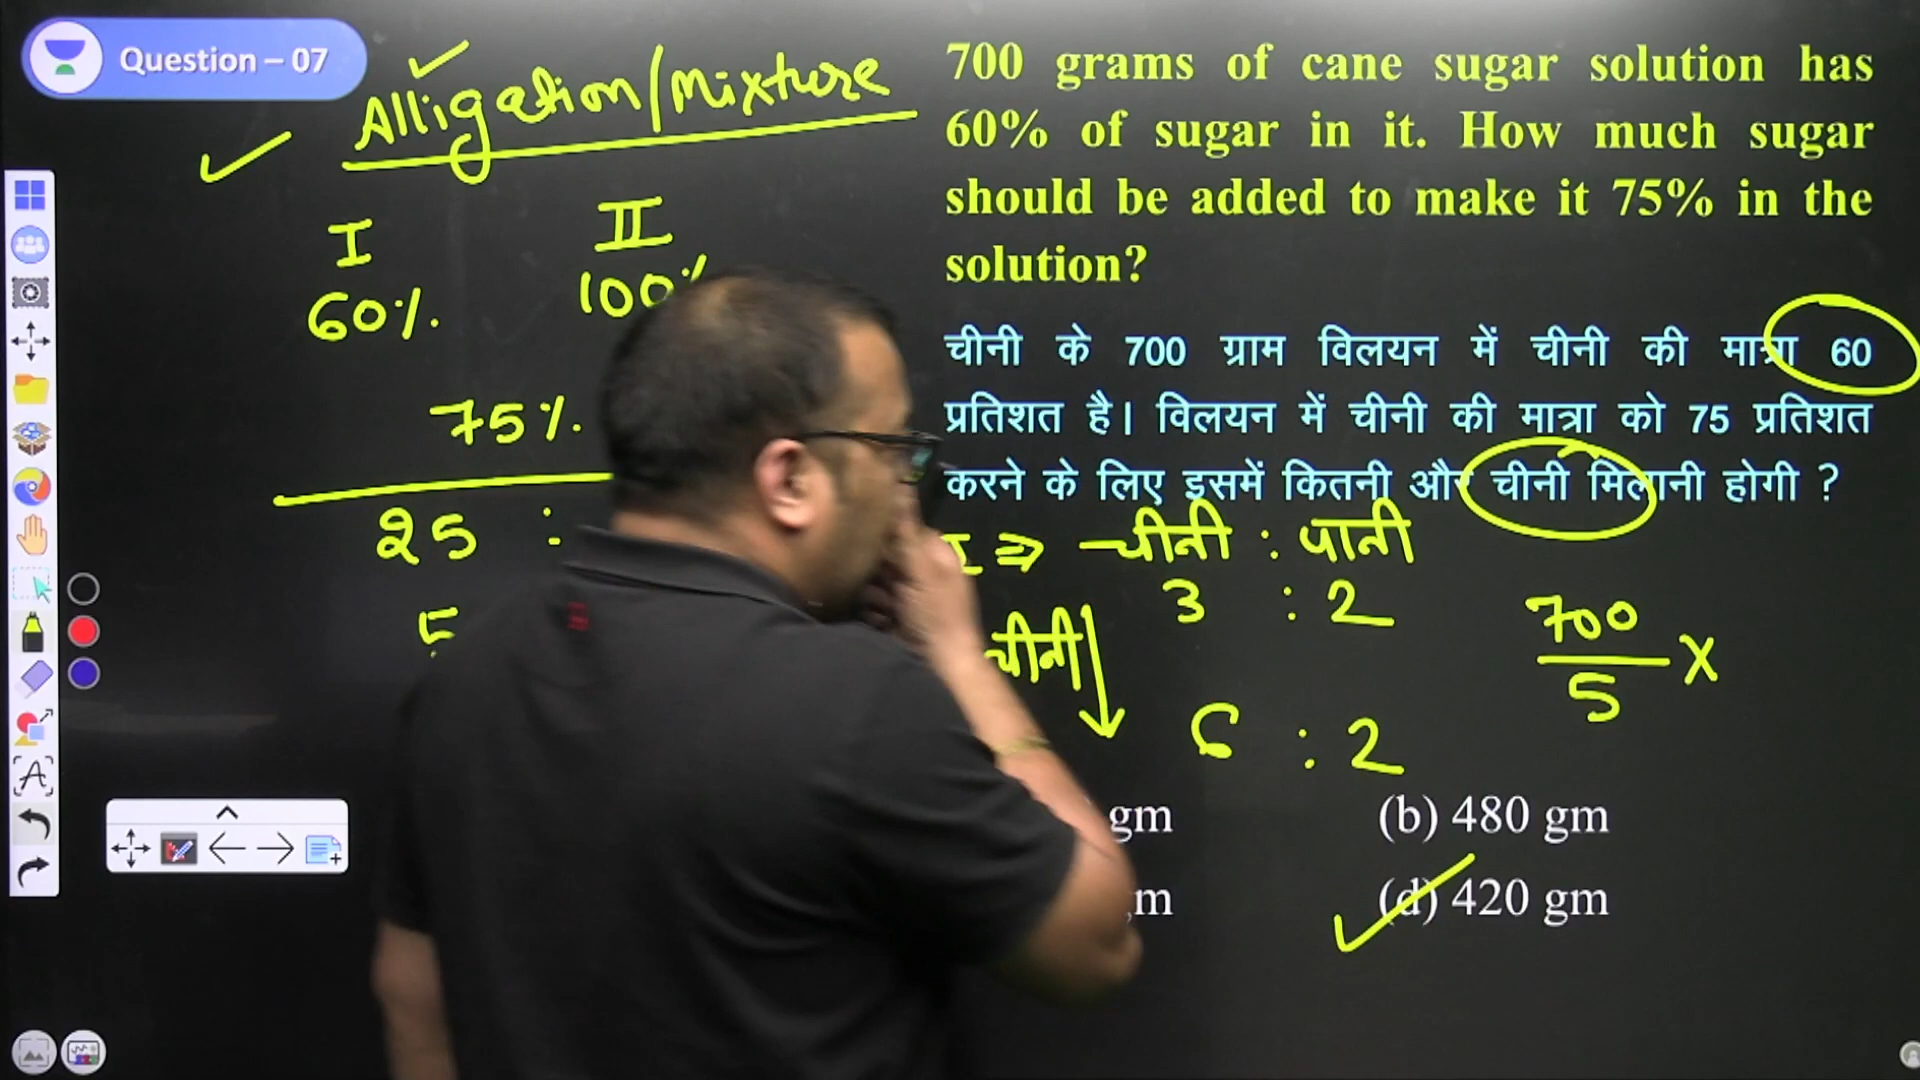 Question – 07
Alligation/Mixture
I II
60% 100%
75%
25 :
700 grams of cane sugar solution has
60% of sugar in it. How much sugar
should be added to make it 75% in the
solution?
चीनी के 700 ग्राम विलयन में चीनी की मात्रा 60
प्रतिशत है। विलयन में चीनी की मात्रा को 75 प्रतिशत
करने के लिए इसमें कितनी और चीनी मिलानी होगी ?
I ⇒ चीनी : पानी
3 : 2
चीनी
6 : 2
700
5 x
gm
(b) 480 gm
(d) 420 gm